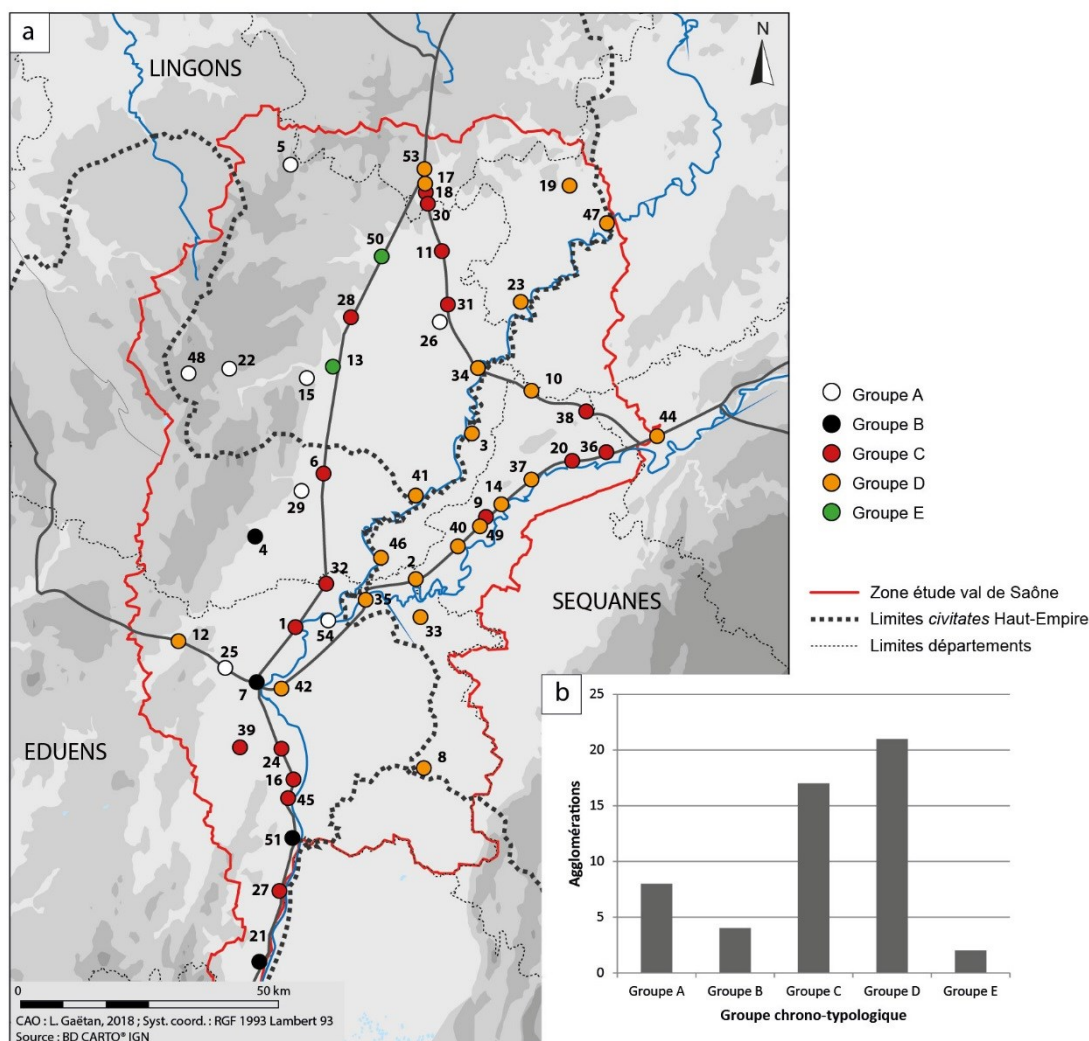 a
N
LINGONS
5
53
17
18
30
19
47
50
11
23
28
31
26
48
22
13
15
34
10
38
44
3
20
36
6
37
41
14
29
9
49
40
4
46
2
32
35
33
1
54
12
25
7
42
SEQUANES
39
24
8
16
45
EDUENS
51
27
21
0
50 km
CAO : L. Gaëtan, 2018 ; Syst. coord. : RGF 1993 Lambert 93
Source : BD CARTO® IGN
Groupe A
Groupe B
Groupe C
Groupe D
Groupe E
Zone étude val de Saône
Limites civitates Haut-Empire
Limites départements
b
Agglomérations
25
20
15
10
5
0
Groupe A Groupe B Groupe C Groupe D Groupe E
Groupe chrono-typologique